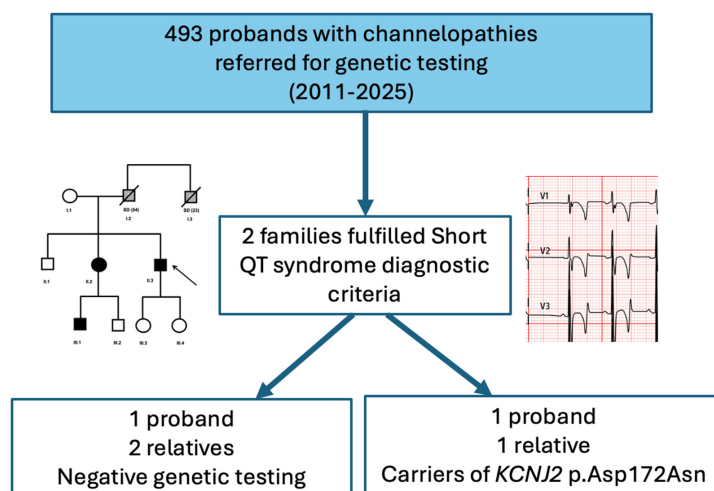 493 probands with channelopathies
referred for genetic testing
(2011-2025)
I.1
SD (54)
I.2
SD (23)
I.3
2 families fulfilled Short
QT syndrome diagnostic
criteria
II.1
II.2
II.3
III.1
III.2
III.3
III.4
V1
V2
V3
1 proband
2 relatives
Negative genetic testing
1 proband
1 relative
Carriers of KCNJ2 p.Asp172Asn